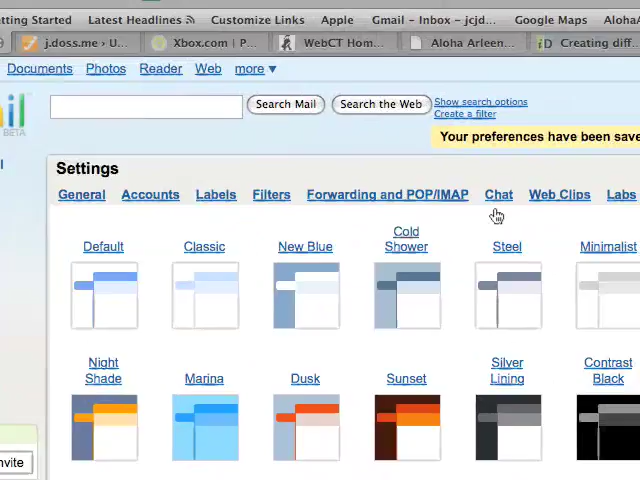 etting Started Latest Headlines Customize Links Apple Gmail - Inbox - jcjd... Google Maps AlohaA
j.doss.me › U... Xbox.com | P... WebCT Hom... Aloha Arleen... Creating diff...
Documents Photos Reader Web more ▼
ail
BETA
Search Mail Search the Web Show search options
Create a filter
Your preferences have been save
Settings
General Accounts Labels Filters Forwarding and POP/IMAP Chat Web Clips Labs
Default Classic New Blue Cold Shower Steel Minimalist
Night Shade Marina Dusk Sunset Silver Lining Contrast Black
nvite